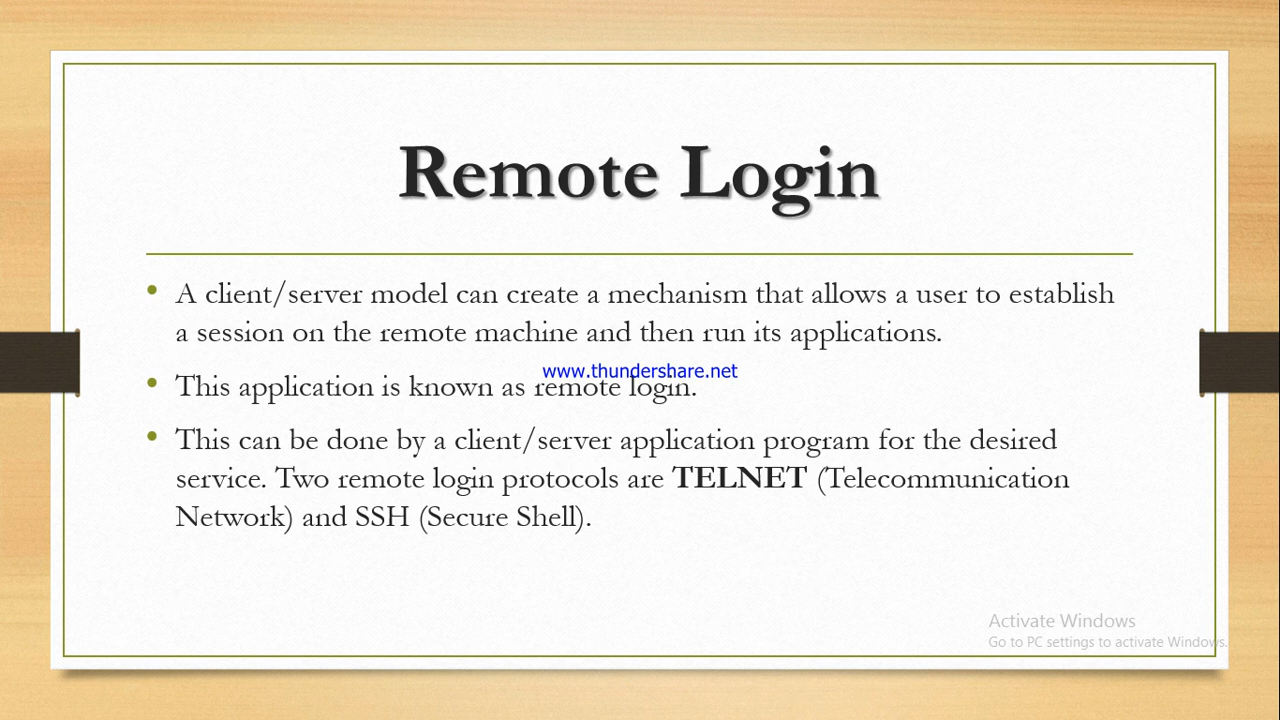 Remote Login
• A client/server model can create a mechanism that allows a user to establish
a session on the remote machine and then run its applications.
www.thundershare.net
• This application is known as remote login.
• This can be done by a client/server application program for the desired
service. Two remote login protocols are TELNET (Telecommunication
Network) and SSH (Secure Shell).
Activate Windows
Go to PC settings to activate Windows.